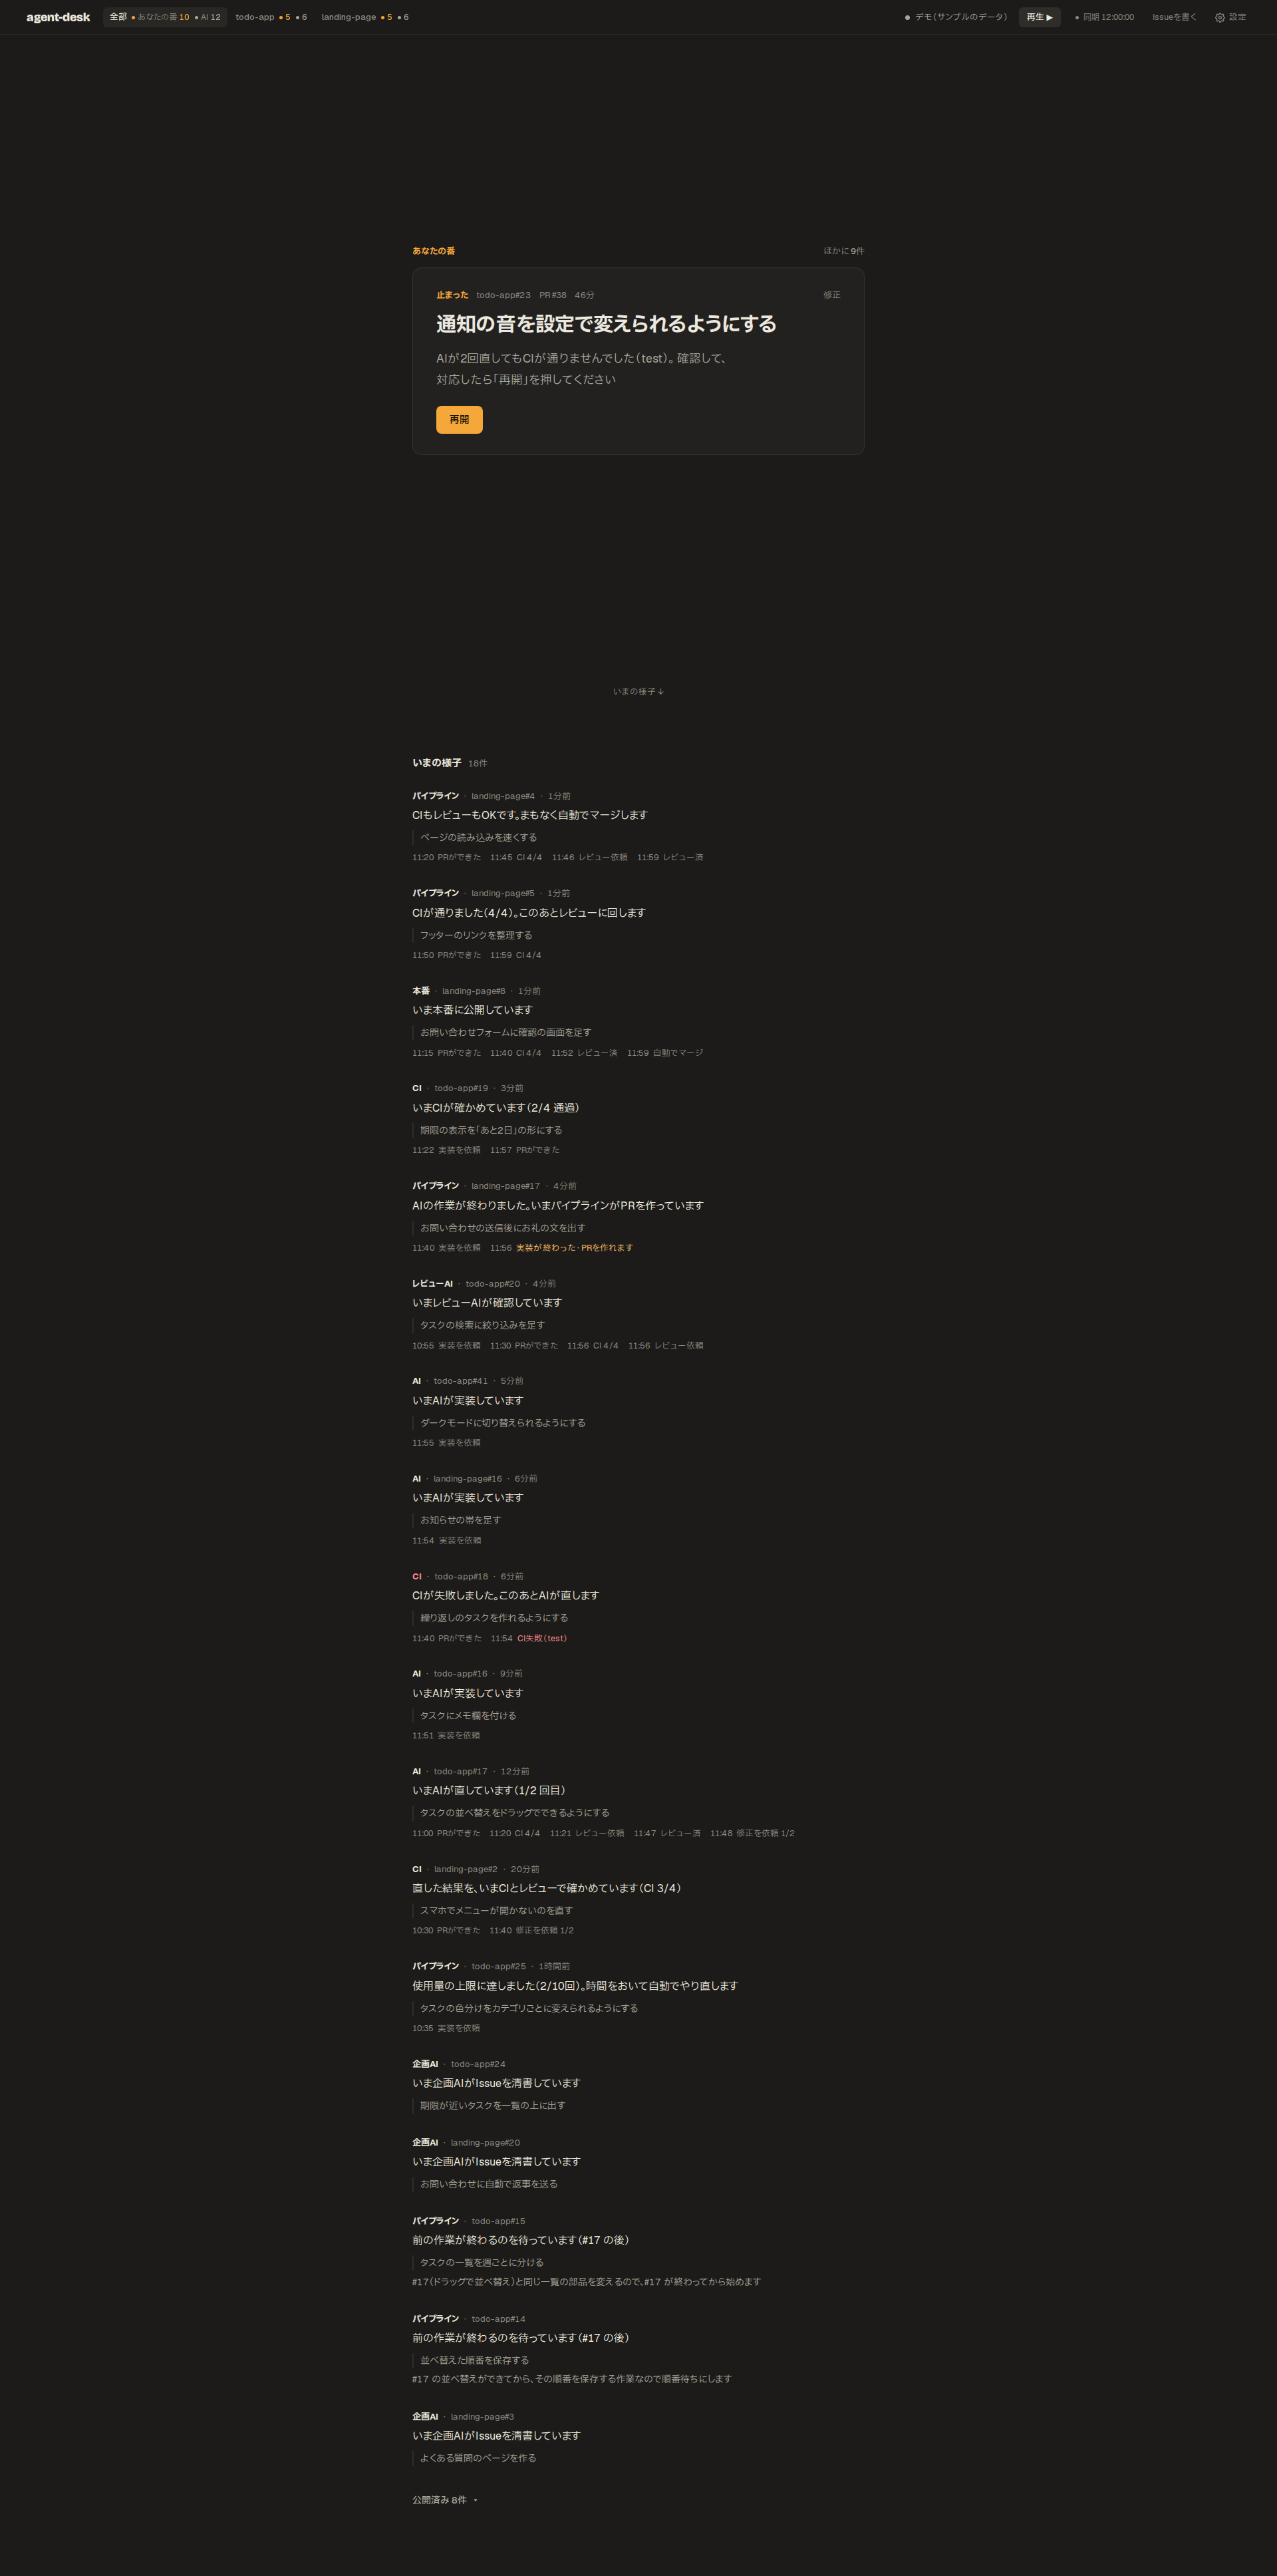 agent-desk 全部 あなたの番 10 AI 12 todo-app 5 6 landing-page 5 6 デモ（サンプルのデータ） 再生 ▶ 同期 12:00:00 Issueを書く 設定
あなたの番 ほかに9件
止まった todo-app#23 PR #38 46分 修正
通知の音を設定で変えられるようにする
AIが2回直してもCIが通りませんでした（test）。確認して、
対応したら「再開」を押してください
再開
いまの様子 ↓
いまの様子 18件
パイプライン · landing-page#4 · 1分前
CIもレビューもOKです。まもなく自動でマージします
ページの読み込みを速くする
11:20 PRができた 11:45 CI 4/4 11:46 レビュー依頼 11:59 レビュー済
パイプライン · landing-page#5 · 1分前
CIが通りました（4/4）。このあとレビューに回します
フッターのリンクを整理する
11:50 PRができた 11:59 CI 4/4
本番 · landing-page#8 · 1分前
いま本番に公開しています
お問い合わせフォームに確認の画面を足す
11:15 PRができた 11:40 CI 4/4 11:52 レビュー済 11:59 自動でマージ
CI · todo-app#19 · 3分前
いまCIが確かめています（2/4 通過）
期限の表示を「あと2日」の形にする
11:22 実装を依頼 11:57 PRができた
パイプライン · landing-page#17 · 4分前
AIの作業が終わりました。いまパイプラインがPRを作っています
お問い合わせの送信後にお礼の文を出す
11:40 実装を依頼 11:56 実装が終わった · PRを作れます
レビューAI · todo-app#20 · 4分前
いまレビューAIが確認しています
タスクの検索に絞り込みを足す
10:55 実装を依頼 11:30 PRができた 11:56 CI 4/4 11:56 レビュー依頼
AI · todo-app#41 · 5分前
いまAIが実装しています
ダークモードに切り替えられるようにする
11:55 実装を依頼
AI · landing-page#16 · 6分前
いまAIが実装しています
お知らせの帯を足す
11:54 実装を依頼
CI · todo-app#18 · 6分前
CIが失敗しました。このあとAIが直します
繰り返しのタスクを作れるようにする
11:40 PRができた 11:54 CI失敗（test）
AI · todo-app#16 · 9分前
いまAIが実装しています
タスクにメモ欄を付ける
11:51 実装を依頼
AI · todo-app#17 · 12分前
いまAIが直しています（1/2 回目）
タスクの並べ替えをドラッグでできるようにする
11:00 PRができた 11:20 CI 4/4 11:21 レビュー依頼 11:47 レビュー済 11:48 修正を依頼 1/2
CI · landing-page#2 · 20分前
直した結果を、いまCIとレビューで確かめています（CI 3/4）
スマホでメニューが開かないのを直す
10:30 PRができた 11:40 修正を依頼 1/2
パイプライン · todo-app#25 · 1時間前
使用量の上限に達しました（2/10回）。時間をおいて自動でやり直します
タスクの色分けをカテゴリごとに変えられるようにする
10:35 実装を依頼
企画AI · todo-app#24
いま企画AIがIssueを清書しています
期限が近いタスクを一覧の上に出す
企画AI · landing-page#20
いま企画AIがIssueを清書しています
お問い合わせに自動で返事を送る
パイプライン · todo-app#15
前の作業が終わるのを待っています（#17 の後）
タスクの一覧を週ごとに分ける
#17（ドラッグで並べ替え）と同じ一覧の部品を変えるので、#17 が終わってから始めます
パイプライン · todo-app#14
前の作業が終わるのを待っています（#17 の後）
並べ替えた順番を保存する
#17 の並べ替えができてから、その順番を保存する作業なので順番待ちにします
企画AI · landing-page#3
いま企画AIがIssueを清書しています
よくある質問のページを作る
公開済み 8件